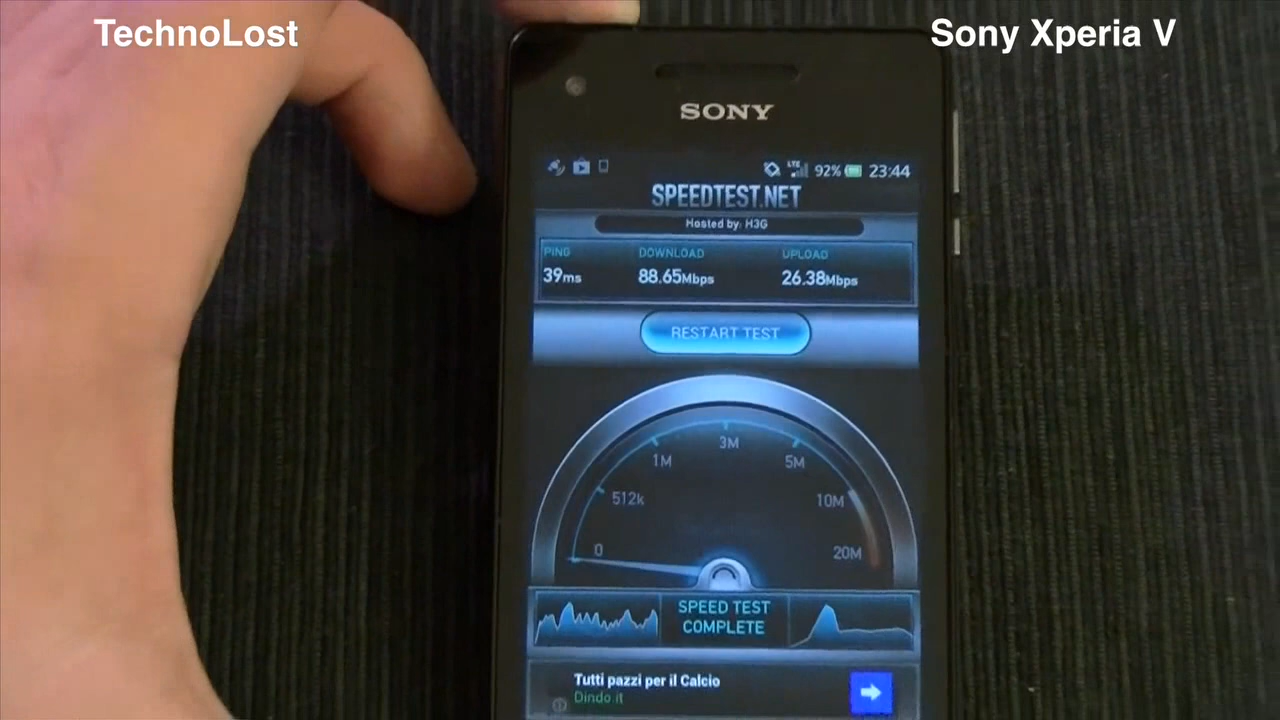 TechnoLost
Sony Xperia V
SONY
LTE 92% 23:44
SPEEDTEST.NET
Hosted by: H3G
PING DOWNLOAD UPLOAD
39ms 88.65Mbps 26.38Mbps
RESTART TEST
3M
1M 5M
512k 10M
0 20M
SPEED TEST
COMPLETE
Tutti pazzi per il Calcio
Dindo.it